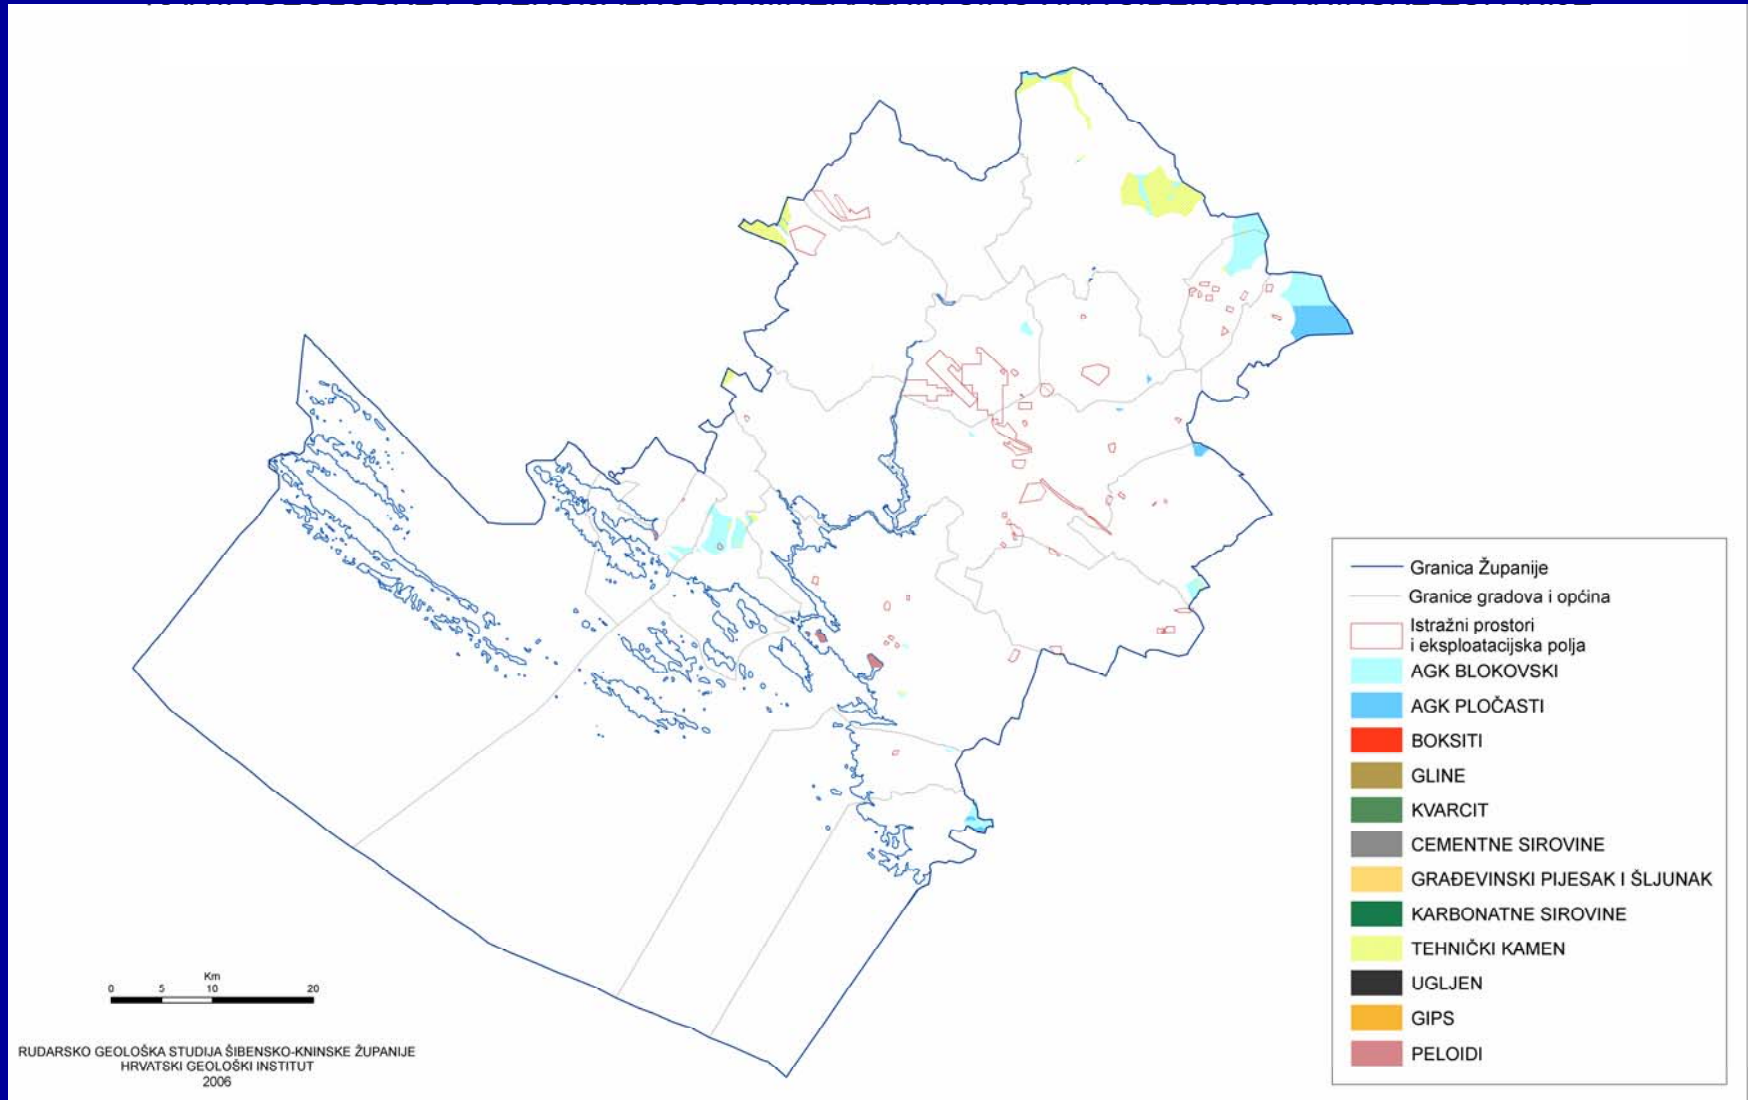 Granica Županije
Granice gradova i općina
Istražni prostori
i eksploatacijska polja
AGK BLOKOVSKI
AGK PLOČASTI
BOKSITI
GLINE
KVARCIT
CEMENTNE SIROVINE
GRAĐEVINSKI PIJESAK I ŠLJUNAK
KARBONATNE SIROVINE
TEHNIČKI KAMEN
UGLJEN
GIPS
PELOIDI
Km
0 5 10 20
RUDARSKO GEOLOŠKA STUDIJA ŠIBENSKO-KNINSKE ŽUPANIJE
HRVATSKI GEOLOŠKI INSTITUT
2006